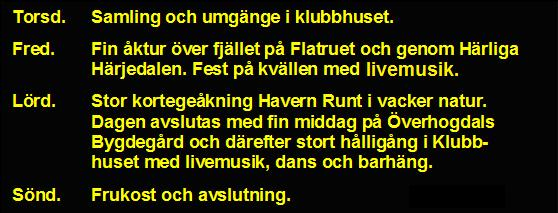 Torsd. Samling och umgänge i klubbhuset.
Fred. Fin åktur över fjället på Flatruet och genom Härliga
Härjedalen. Fest på kvällen med livemusik.
Lörd. Stor kortegeåkning Havern Runt i vacker natur.
Dagen avslutas med fin middag på Överhogdals
Bygdegård och därefter stort hålligång i Klubb-
huset med livemusik, dans och barhäng.
Sönd. Frukost och avslutning.